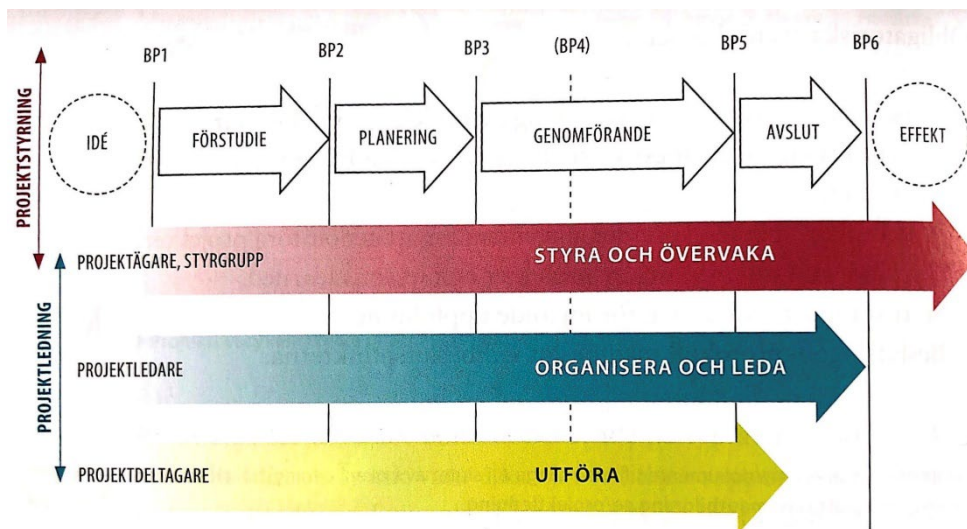 BP1 BP2 BP3 (BP4) BP5 BP6
IDÉ FÖRSTUDIE PLANERING GENOMFÖRANDE AVSLUT EFFEKT
PROJEKTSTYRNING
PROJEKTÄGARE, STYRGRUPP STYRA OCH ÖVERVAKA
PROJEKTLEDNING
PROJEKTLEDARE ORGANISERA OCH LEDA
PROJEKTDELTAGARE UTFÖRA